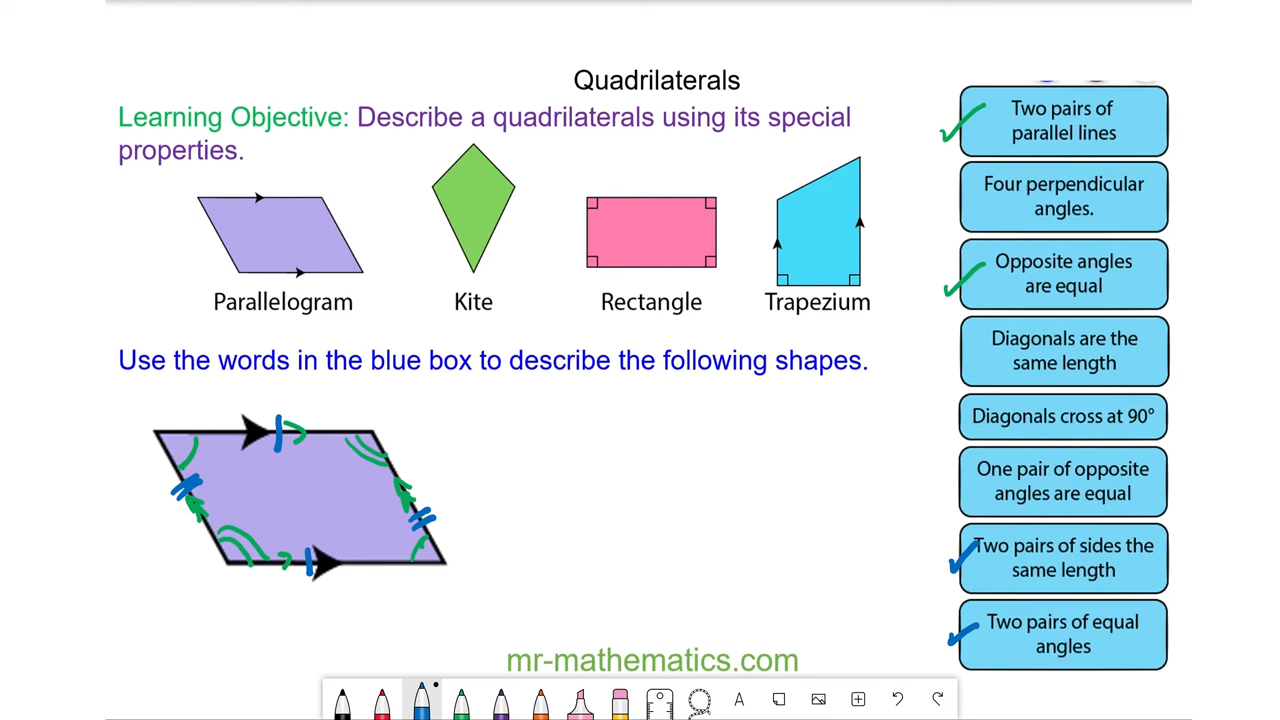 Quadrilaterals
Learning Objective: Describe a quadrilaterals using its special
properties.
Parallelogram
Kite
Rectangle
Trapezium
Use the words in the blue box to describe the following shapes.
Two pairs of
parallel lines
Four perpendicular
angles.
Opposite angles
are equal
Diagonals are the
same length
Diagonals cross at 90°
One pair of opposite
angles are equal
Two pairs of sides the
same length
Two pairs of equal
angles
mr-mathematics.com
A